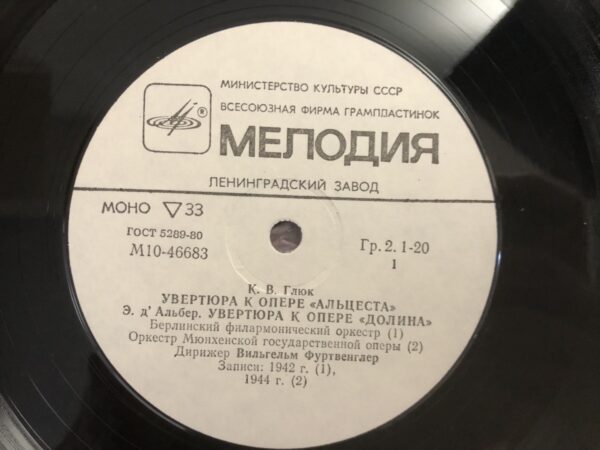 МИНИСТЕРСТВО КУЛЬТУРЫ СССР
ВСЕСОЮЗНАЯ ФИРМА ГРАМПЛАСТИНОК
®
МЕЛОДИЯ
ЛЕНИНГРАДСКИЙ ЗАВОД
МОНО ▽ 33
ГОСТ 5289-80
М10-46683
Гр. 2. 1-20
1
К. В. Глюк
УВЕРТЮРА К ОПЕРЕ «АЛЬЦЕСТА»
Э. д' Альбер. УВЕРТЮРА К ОПЕРЕ «ДОЛИНА»
Берлинский филармонический оркестр (1)
Оркестр Мюнхенской государственной оперы (2)
Дирижер Вильгельм Фуртвенглер
Записи: 1942 г. (1),
1944 г. (2)